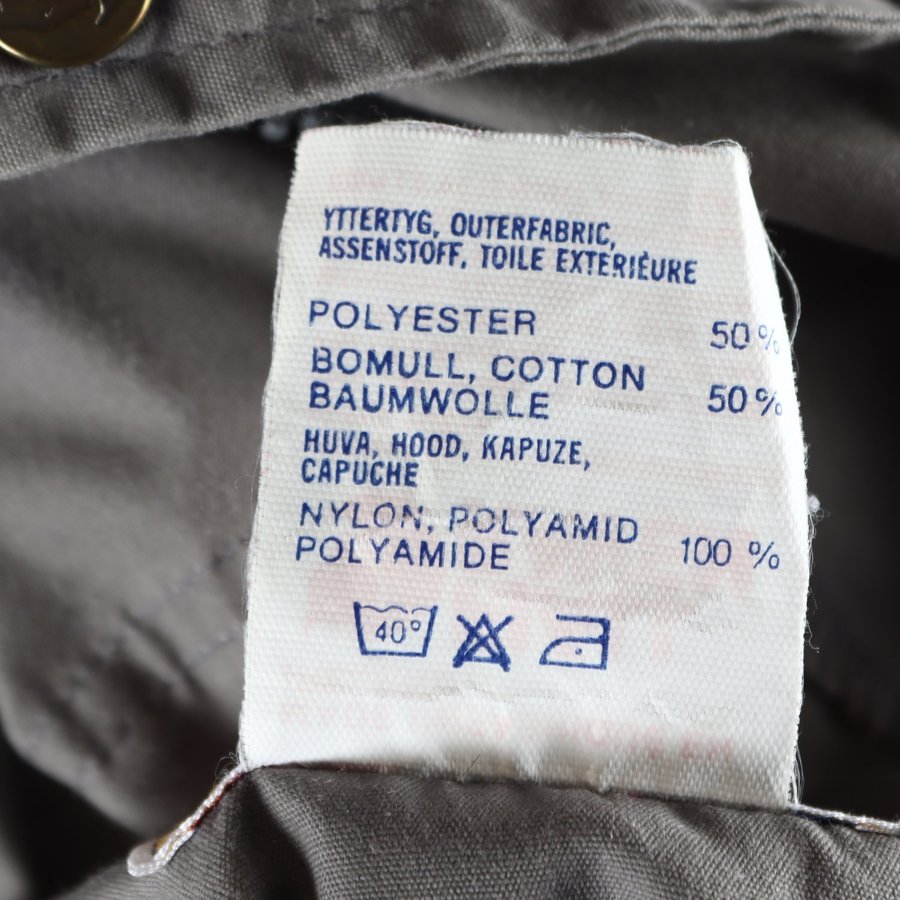 YTTERTYG, OUTERFABRIC,
ASSENSTOFF, TOILE EXTERIÉURE
POLYESTER 50 %
BOMULL, COTTON
BAUMWOLLE 50 %
HUVA, HOOD, KAPUZE,
CAPUCHE
NYLON, POLYAMID
POLYAMIDE 100 %
40°